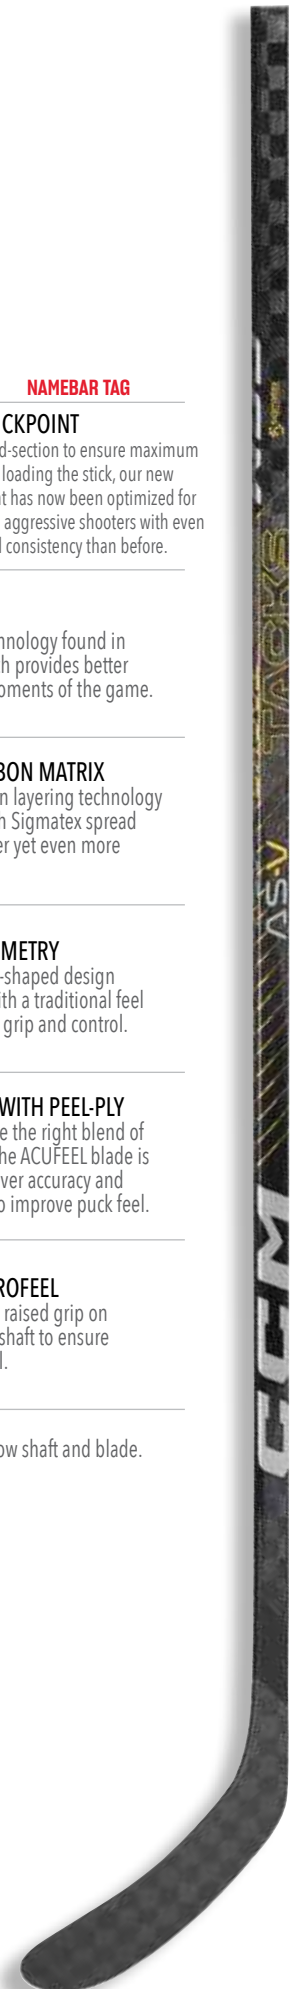 NAMEBAR TAG
CKPOINT
d-section to ensure maximum
loading the stick, our new
t has now been optimized for
aggressive shooters with even
l consistency than before.
hnology found in
h provides better
oments of the game.
BON MATRIX
n layering technology
h Sigmatex spread
er yet even more
METRY
-shaped design
ith a traditional feel
grip and control.
WITH PEEL-PLY
e the right blend of
he ACUFEEL blade is
ver accuracy and
o improve puck feel.
ROFEEL
raised grip on
shaft to ensure
l.
ow shaft and blade.
TACKS
AS-V
CCM